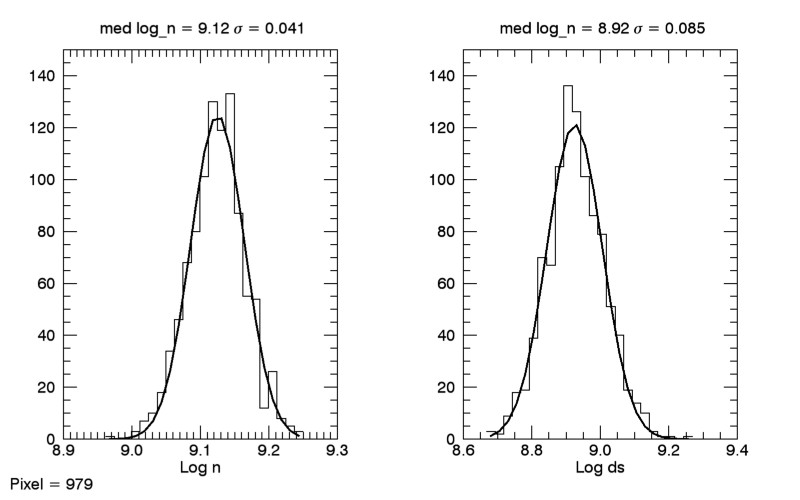 med log_n = 9.12 σ = 0.041
med log_n = 8.92 σ = 0.085
140
120
100
80
60
40
20
0
8.9 9.0 9.1 9.2 9.3
Log n
140
120
100
80
60
40
20
0
8.6 8.8 9.0 9.2 9.4
Log ds
Pixel = 979